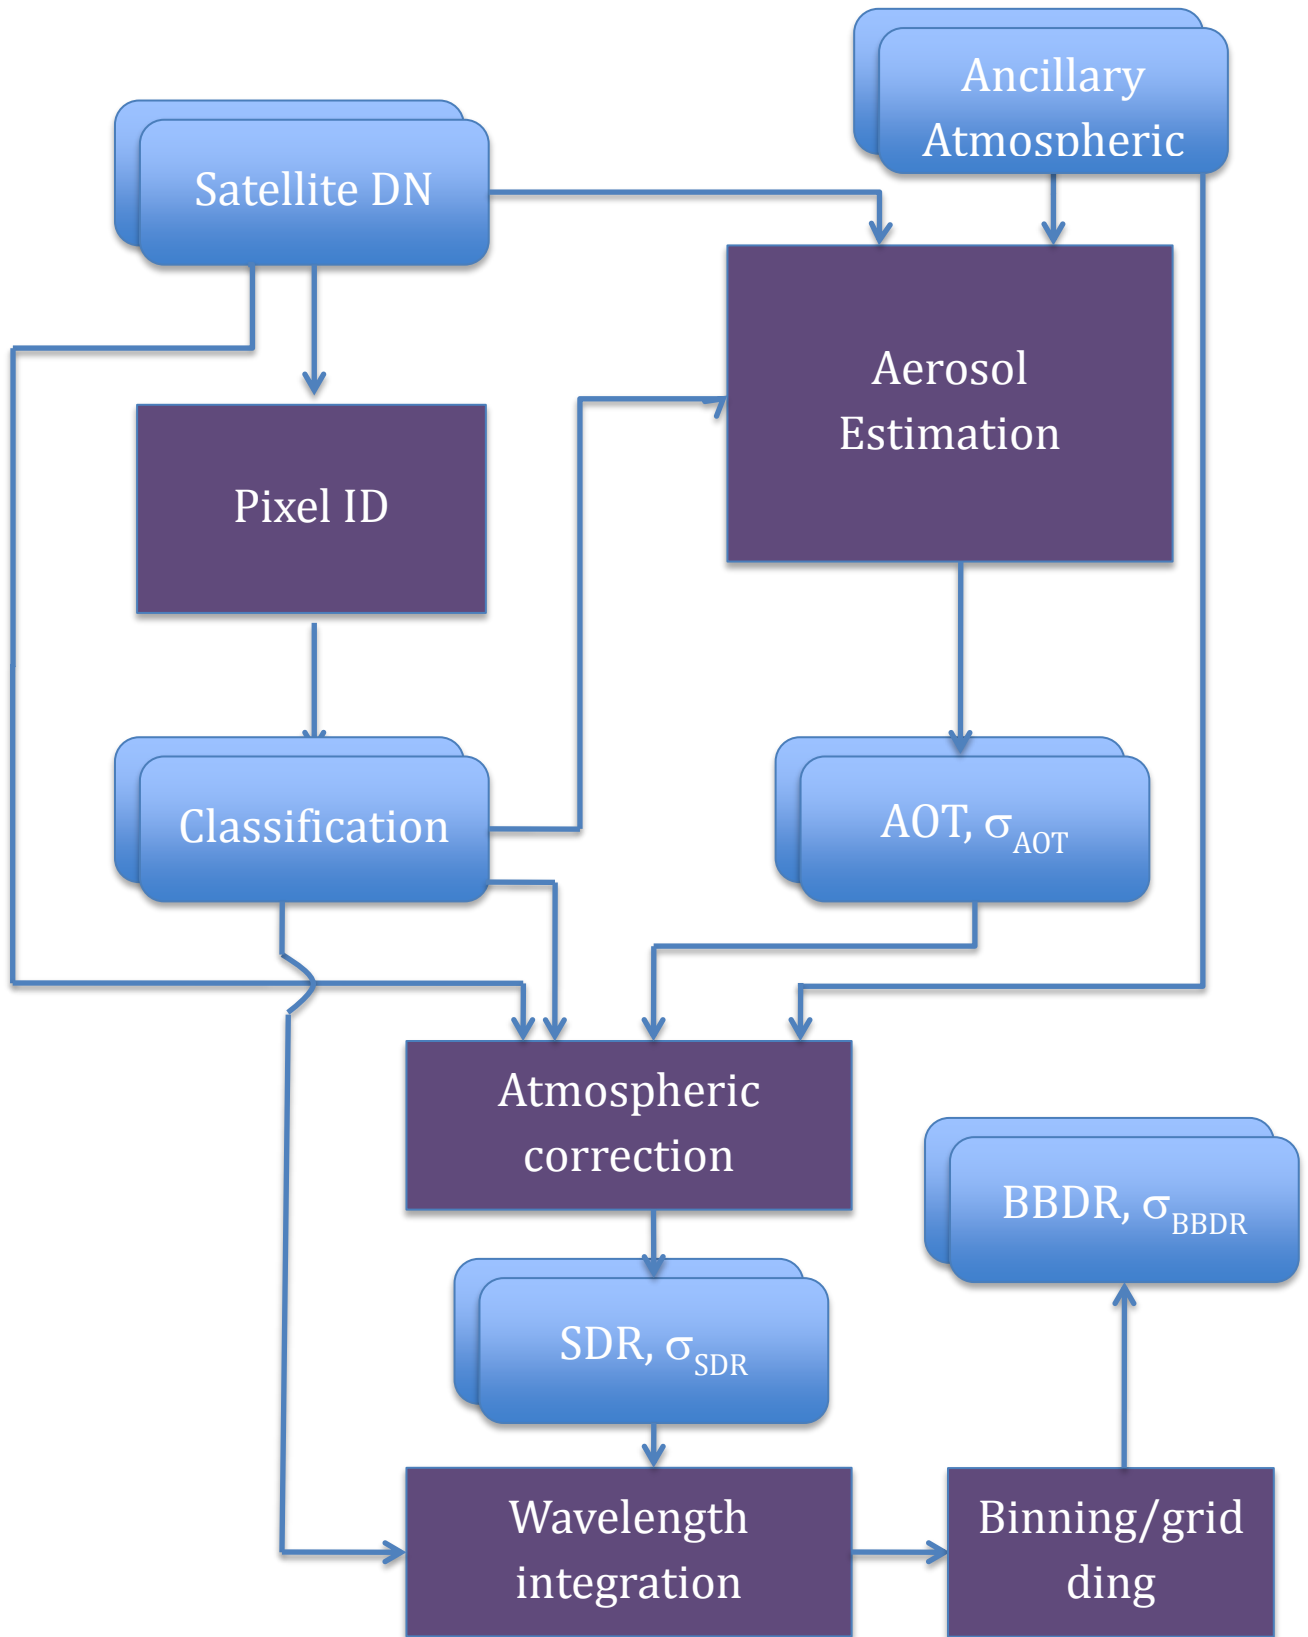 Ancillary
Atmospheric
Satellite DN
Aerosol
Estimation
Pixel ID
Classification
AOT, σAOT
Atmospheric
correction
BBDR, σBBDR
SDR, σSDR
Wavelength
integration
Binning/grid
ding